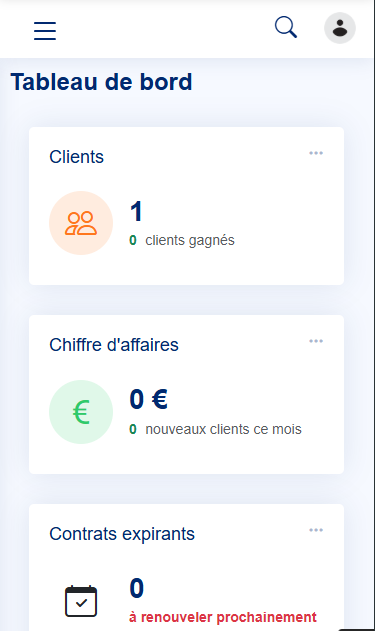 Tableau de bord
Clients
1
0 clients gagnés
Chiffre d'affaires
€
0 €
0 nouveaux clients ce mois
Contrats expirants
0
à renouveler prochainement